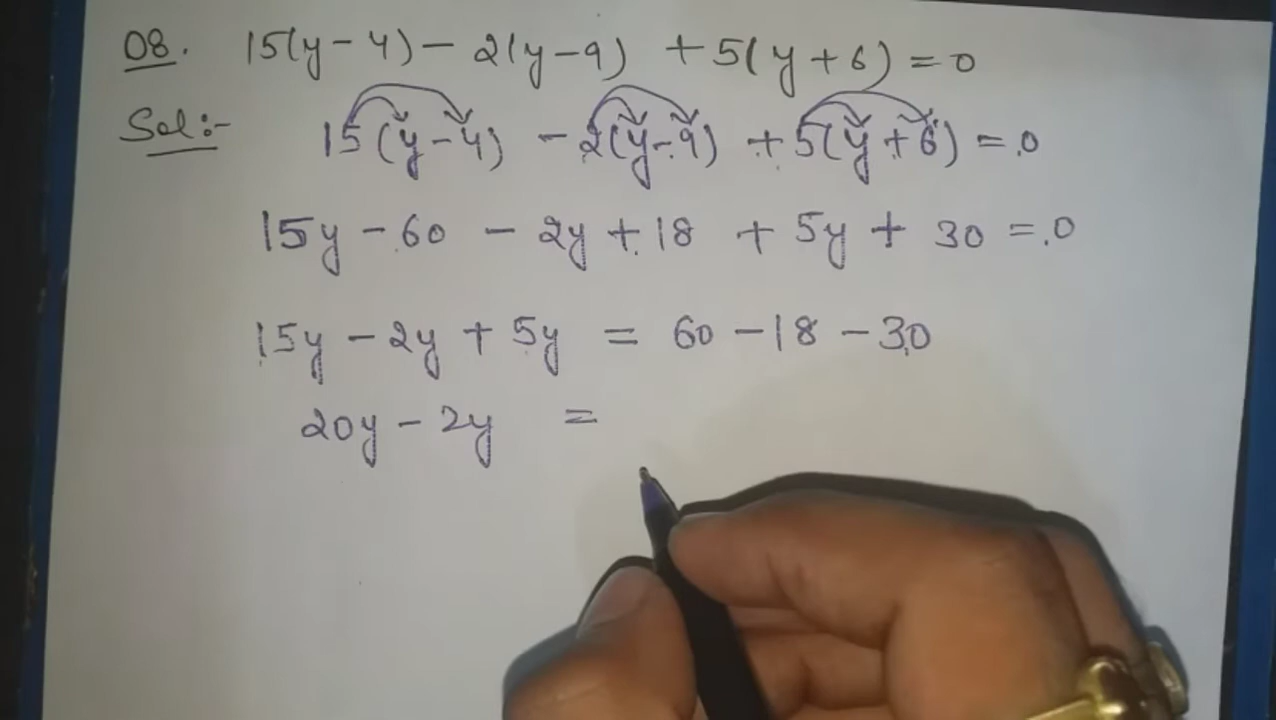 08. 15(y-4) - 2(y-9) + 5(y+6) = 0
Sol:- 15(y-4) - 2(y-9) + 5(y+6) = 0
15y - 60 - 2y + 18 + 5y + 30 = 0
15y - 2y + 5y = 60 - 18 - 30
20y - 2y =